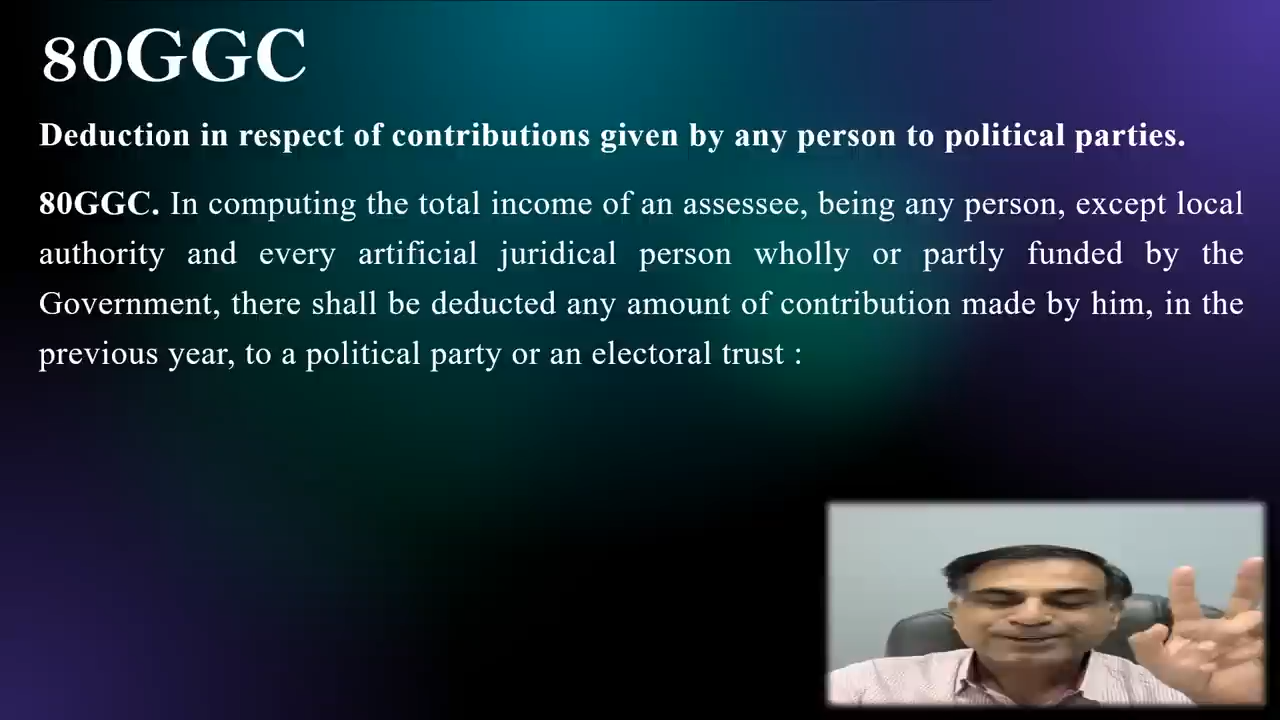 80GGC
Deduction in respect of contributions given by any person to political parties.
80GGC. In computing the total income of an assessee, being any person, except local
authority and every artificial juridical person wholly or partly funded by the
Government, there shall be deducted any amount of contribution made by him, in the
previous year, to a political party or an electoral trust :